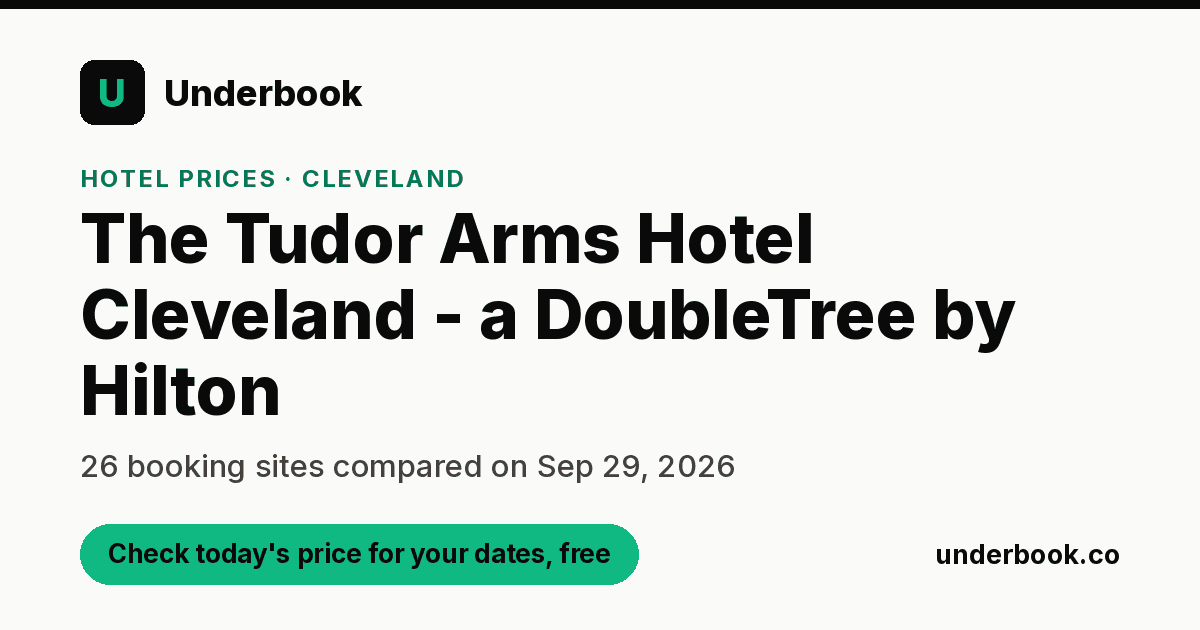 U Underbook
HOTEL PRICES · CLEVELAND
The Tudor Arms Hotel
Cleveland - a DoubleTree by
Hilton
26 booking sites compared on Sep 29, 2026
Check today's price for your dates, free
underbook.co